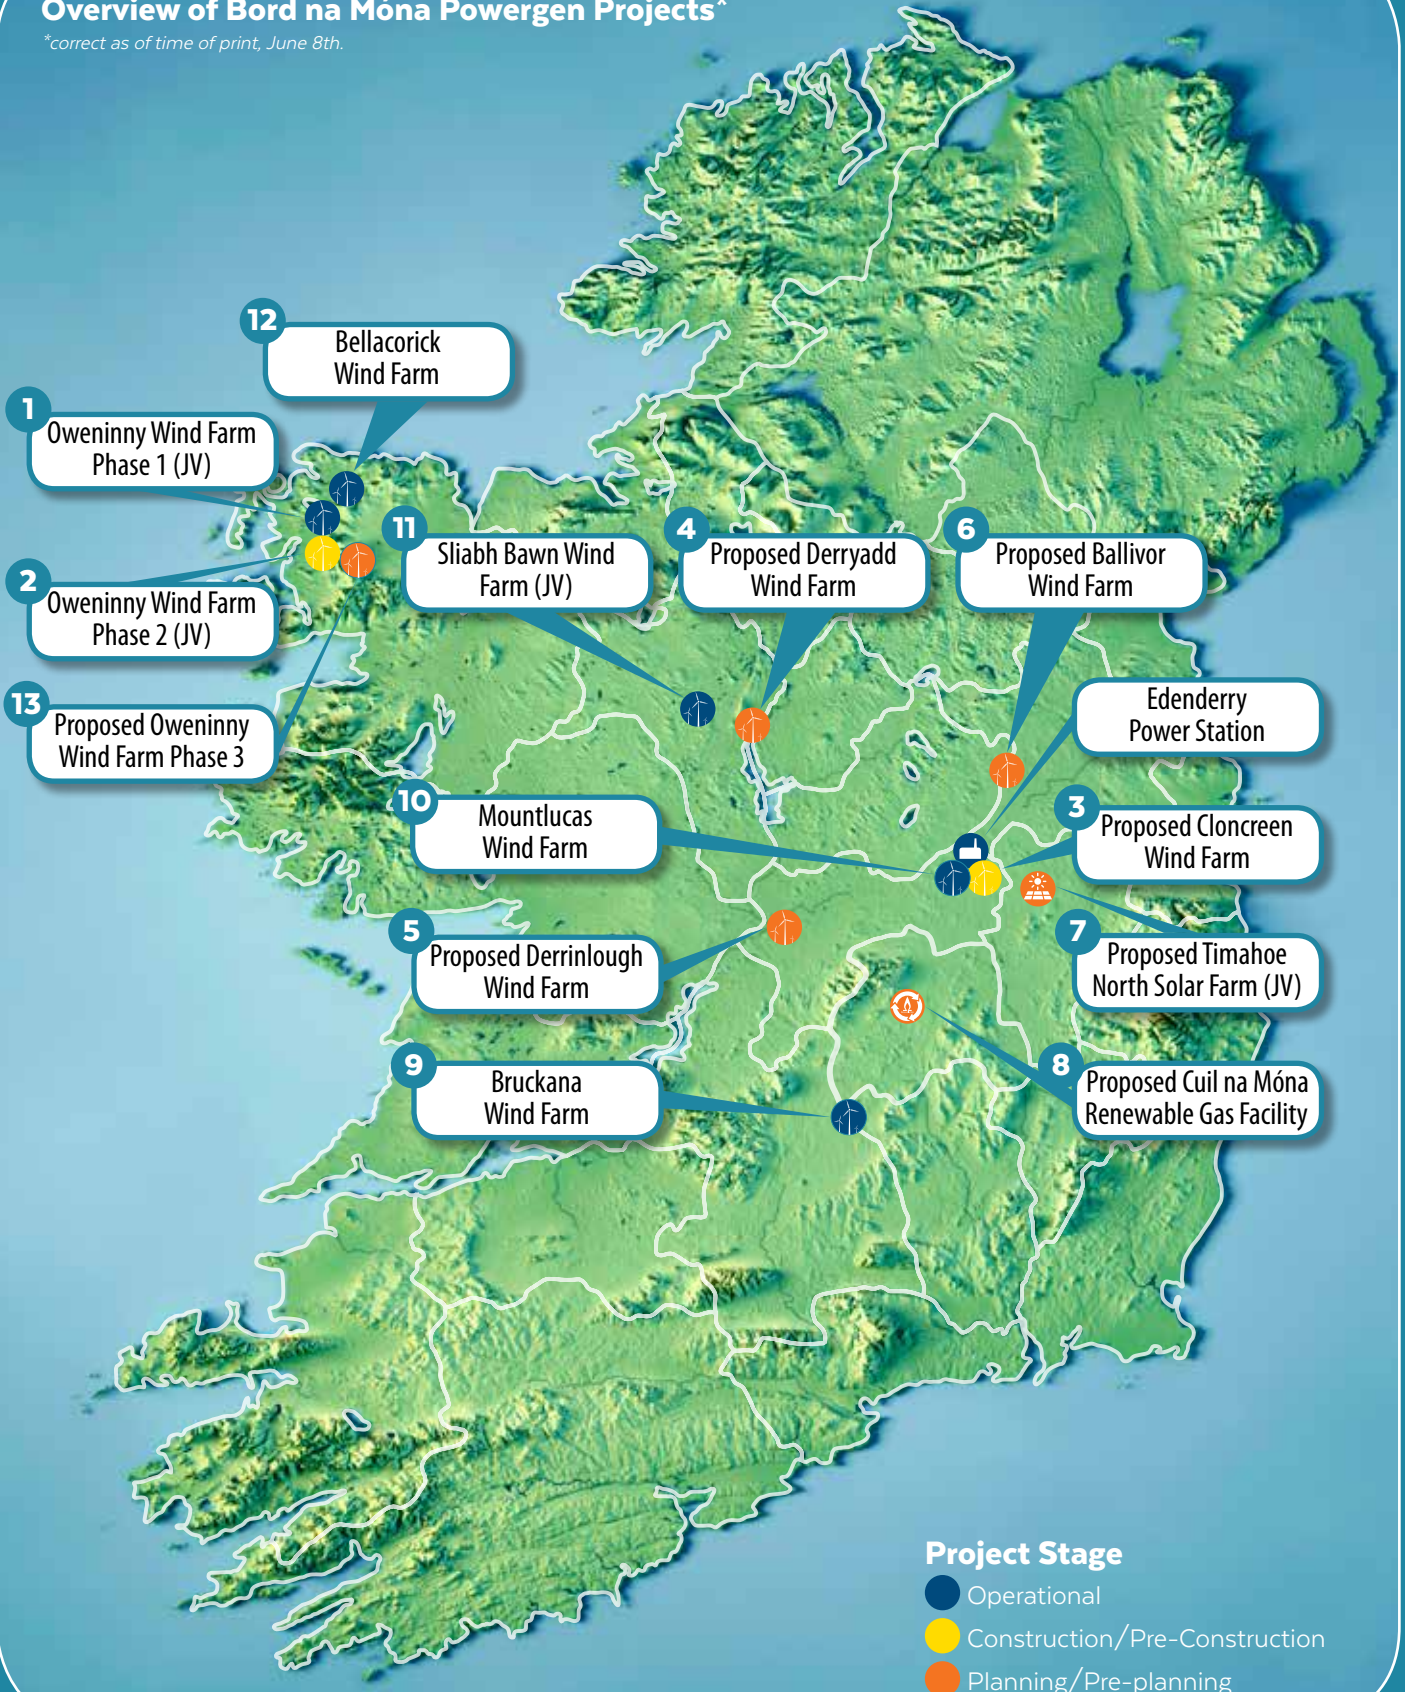 Overview of Bord na Móna Powergen Projects*
*correct as of time of print, June 8th.
12
Bellacorick
Wind Farm
1
Oweninny Wind Farm
Phase 1 (JV)
11
Sliabh Bawn Wind
Farm (JV)
4
Proposed Derryadd
Wind Farm
6
Proposed Ballivor
Wind Farm
2
Oweninny Wind Farm
Phase 2 (JV)
13
Proposed Oweninny
Wind Farm Phase 3
Edenderry
Power Station
10
Mountlucas
Wind Farm
3
Proposed Cloncreen
Wind Farm
5
Proposed Derrinlough
Wind Farm
7
Proposed Timahoe
North Solar Farm (JV)
9
Bruckana
Wind Farm
8
Proposed Cuil na Móna
Renewable Gas Facility
Project Stage
Operational
Construction/Pre-Construction
Planning/Pre-planning